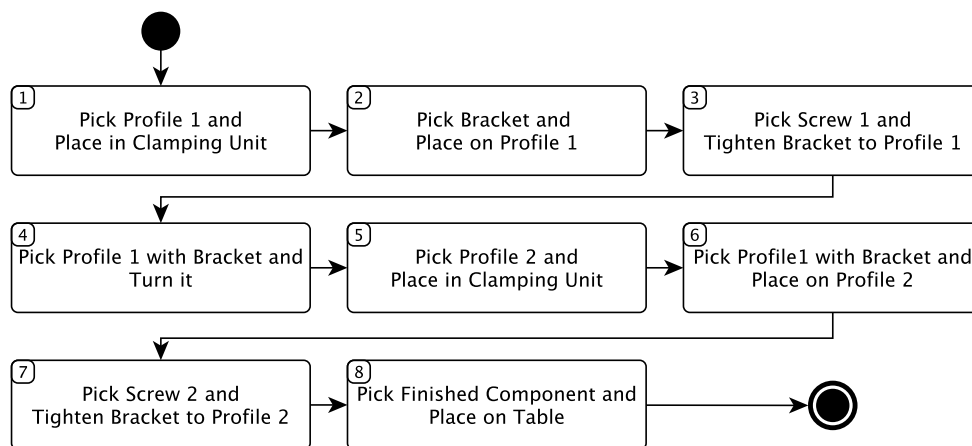 1
Pick Profile 1 and
Place in Clamping Unit
2
Pick Bracket and
Place on Profile 1
3
Pick Screw 1 and
Tighten Bracket to Profile 1
4
Pick Profile 1 with Bracket and
Turn it
5
Pick Profile 2 and
Place in Clamping Unit
6
Pick Profile1 with Bracket and
Place on Profile 2
7
Pick Screw 2 and
Tighten Bracket to Profile 2
8
Pick Finished Component and
Place on Table